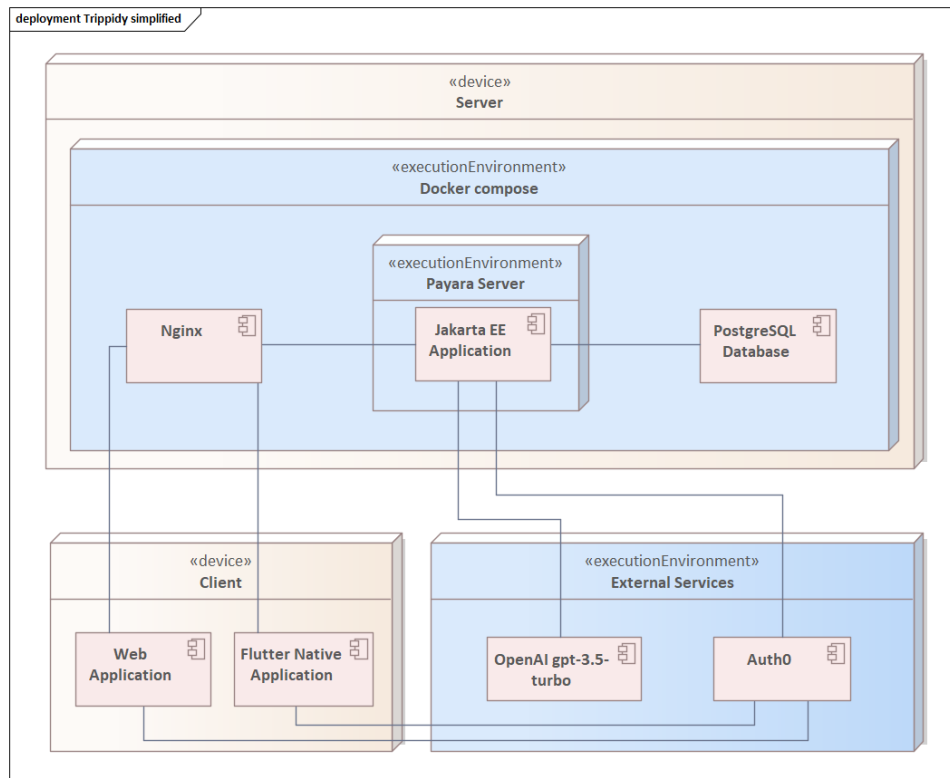 deployment Trippidy simplified
«device»
Server
«executionEnvironment»
Docker compose
«executionEnvironment»
Payara Server
Nginx
Jakarta EE
Application
PostgreSQL
Database
«device»
Client
Web
Application
Flutter Native
Application
«executionEnvironment»
External Services
OpenAI gpt-3.5-
turbo
Auth0